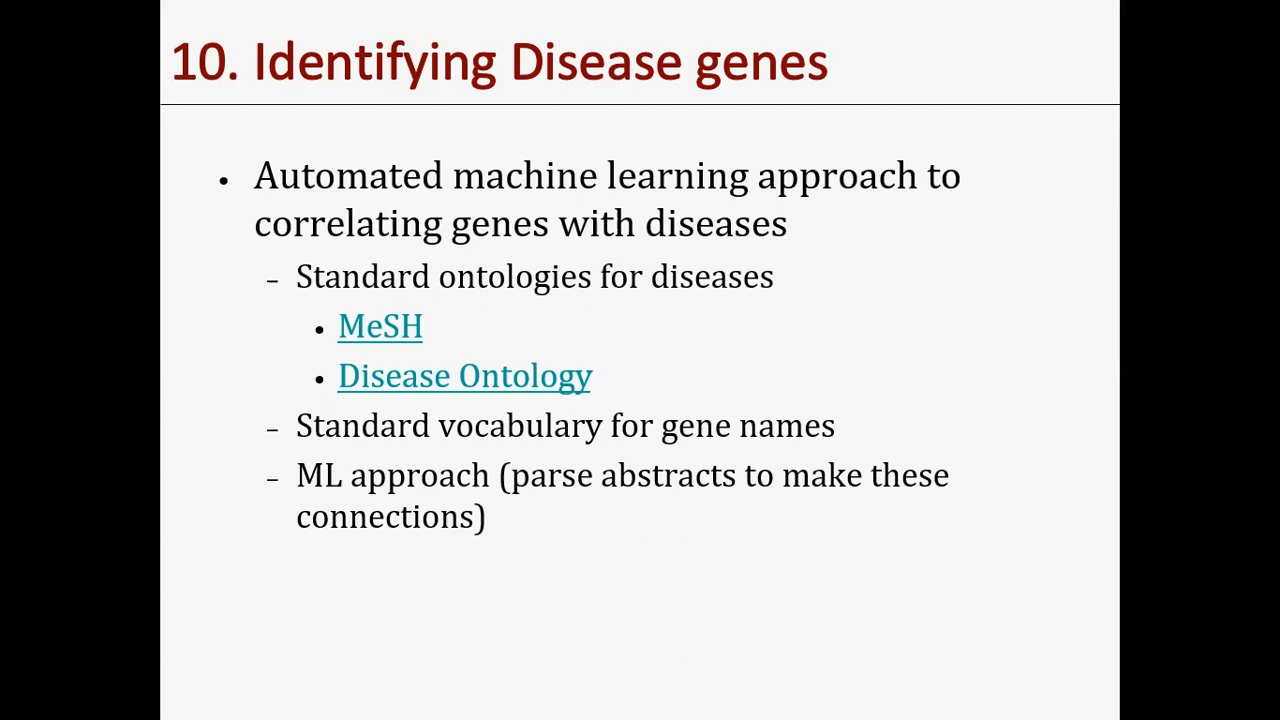 10. Identifying Disease genes
• Automated machine learning approach to
correlating genes with diseases
– Standard ontologies for diseases
• MeSH
• Disease Ontology
– Standard vocabulary for gene names
– ML approach (parse abstracts to make these
connections)